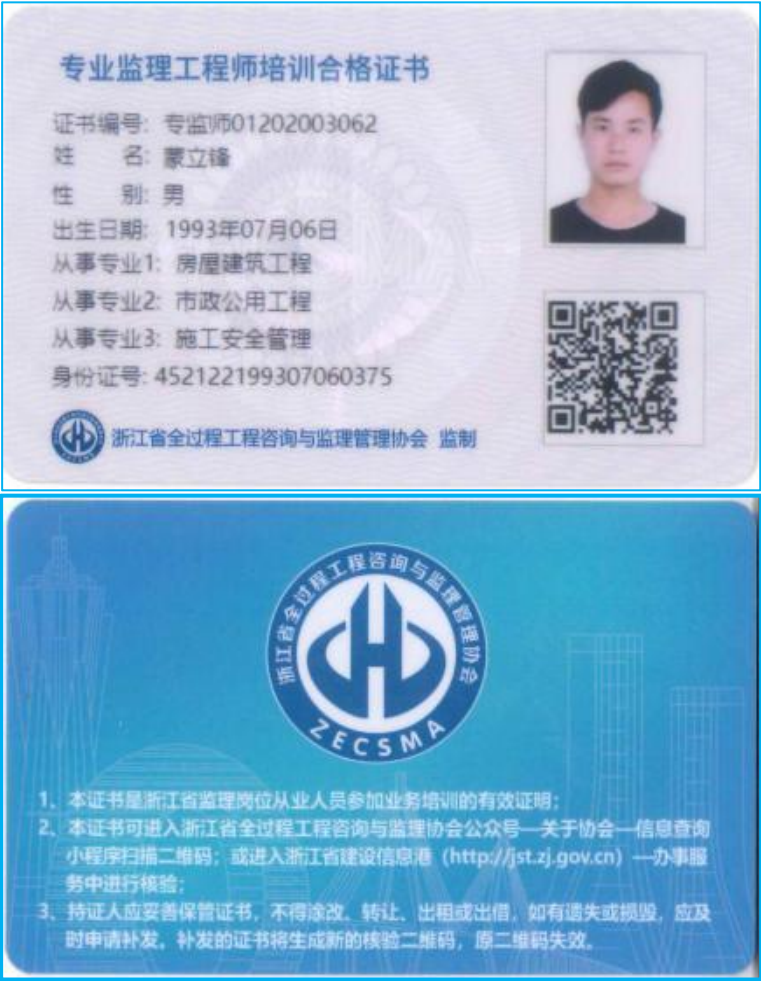 专业监理工程师培训合格证书
证书编号: 专监师01202003062
姓 名: 蒙立锋
性 别: 男
出生日期: 1993年07月06日
从事专业1: 房屋建筑工程
从事专业2: 市政公用工程
从事专业3: 施工安全管理
身份证号: 452122199307060375
浙江省全过程工程咨询与监理管理协会 监制
浙江省全过程工程咨询与监理管理协会
ZECSMA
1、本证书是浙江省监理岗位从业人员参加业务培训的有效证明；
2、本证书可进入浙江省全过程工程咨询与监理协会公众号—关于协会—信息查询
小程序扫描二维码；或进入浙江省建设信息港（http://jst.zj.gov.cn）—办事服
务中进行核验；
3、持证人应妥善保管证书，不得涂改、转让、出租或出借，如有遗失或损毁，应及
时申请补发。补发的证书将生成新的核验二维码，原二维码失效。